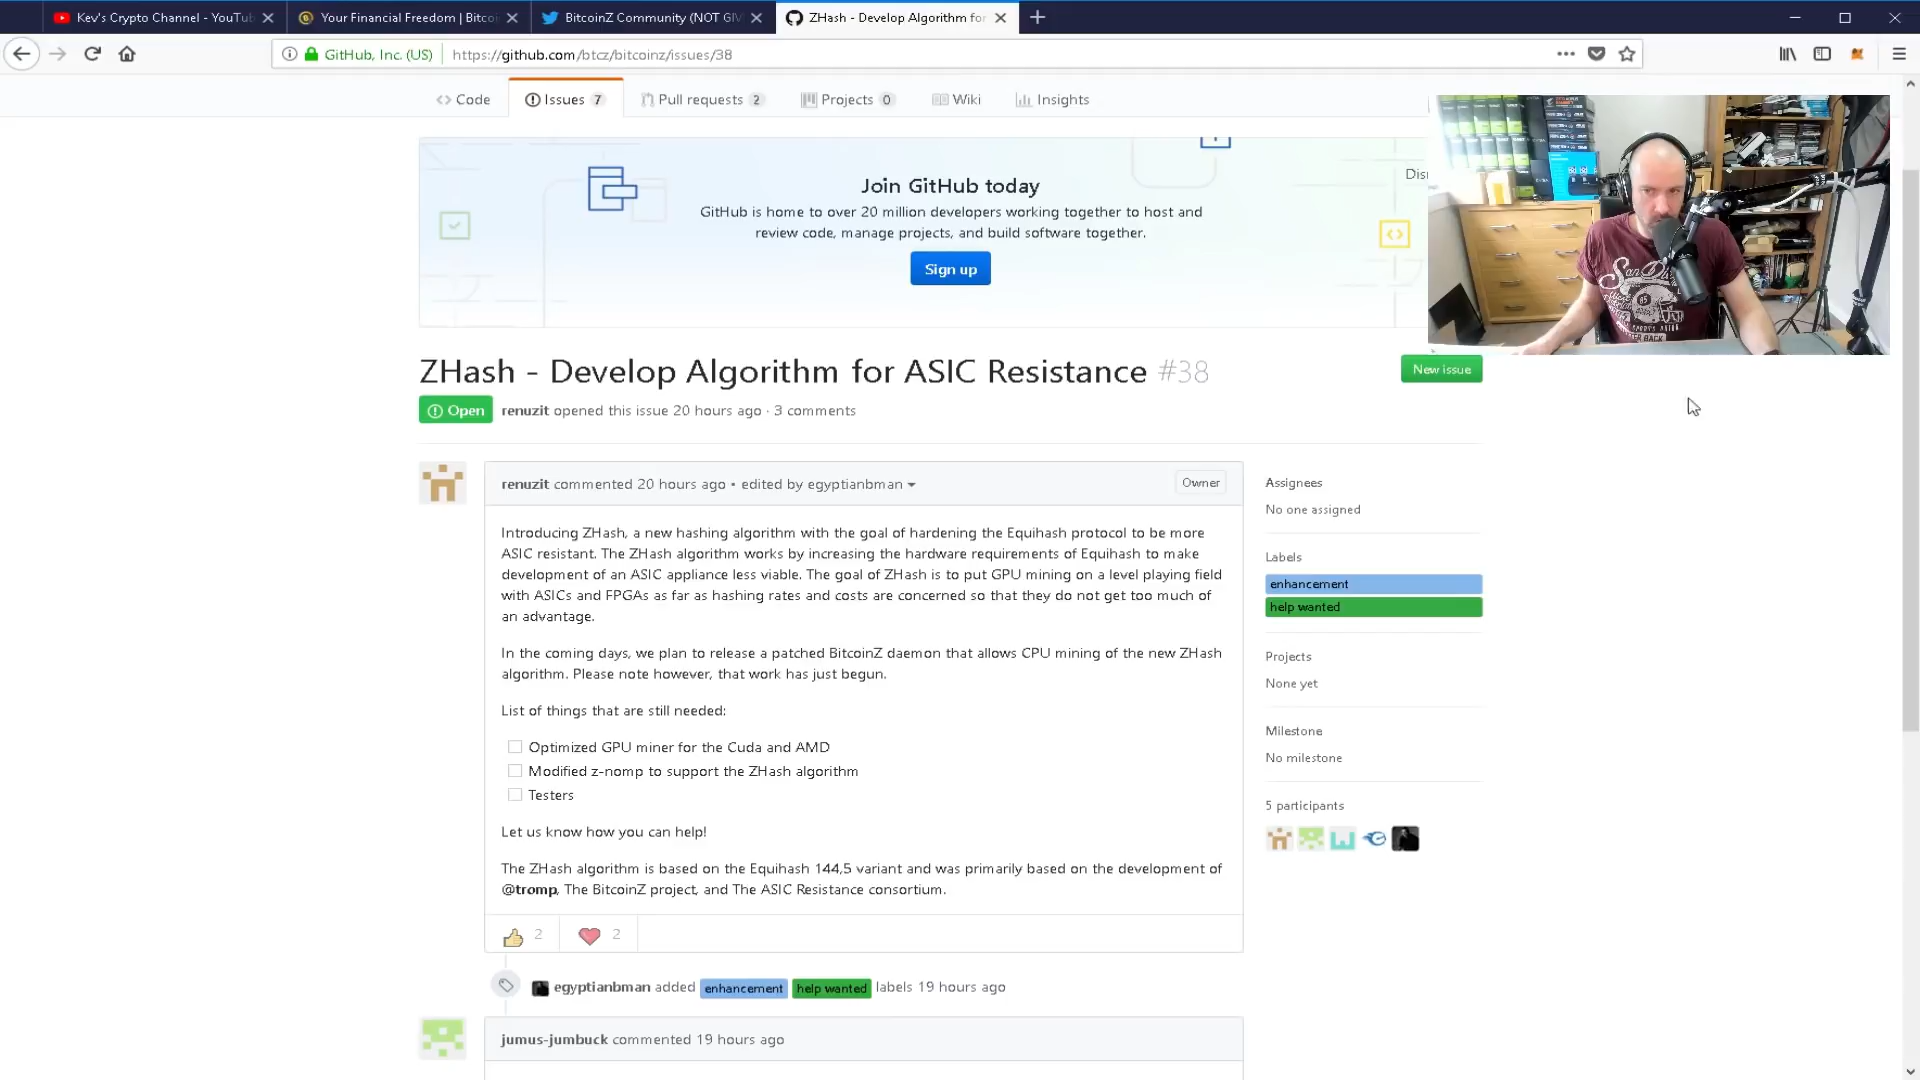 Kev's Crypto Channel - YouTu
Your Financial Freedom | Bitcoi
BitcoinZ Community (NOT GIV
ZHash - Develop Algorithm for
GitHub, Inc. (US)
https://github.com/btcz/bitcoinz/issues/38
Code
Issues 7
Pull requests 2
Projects 0
Wiki
Insights
Join GitHub today
GitHub is home to over 20 million developers working together to host and
review code, manage projects, and build software together.
Sign up
Dis
ZHash - Develop Algorithm for ASIC Resistance #38
New issue
Open
renuzit opened this issue 20 hours ago · 3 comments
renuzit commented 20 hours ago • edited by egyptianbman
Owner
Introducing ZHash, a new hashing algorithm with the goal of hardening the Equihash protocol to be more
ASIC resistant. The ZHash algorithm works by increasing the hardware requirements of Equihash to make
development of an ASIC appliance less viable. The goal of ZHash is to put GPU mining on a level playing field
with ASICs and FPGAs as far as hashing rates and costs are concerned so that they do not get too much of
an advantage.
In the coming days, we plan to release a patched BitcoinZ daemon that allows CPU mining of the new ZHash
algorithm. Please note however, that work has just begun.
List of things that are still needed:
Optimized GPU miner for the Cuda and AMD
Modified z-nomp to support the ZHash algorithm
Testers
Let us know how you can help!
The ZHash algorithm is based on the Equihash 144,5 variant and was primarily based on the development of
@tromp, The BitcoinZ project, and The ASIC Resistance consortium.
2
2
egyptianbman added enhancement help wanted labels 19 hours ago
jumus-jumbuck commented 19 hours ago
Assignees
No one assigned
Labels
enhancement
help wanted
Projects
None yet
Milestone
No milestone
5 participants